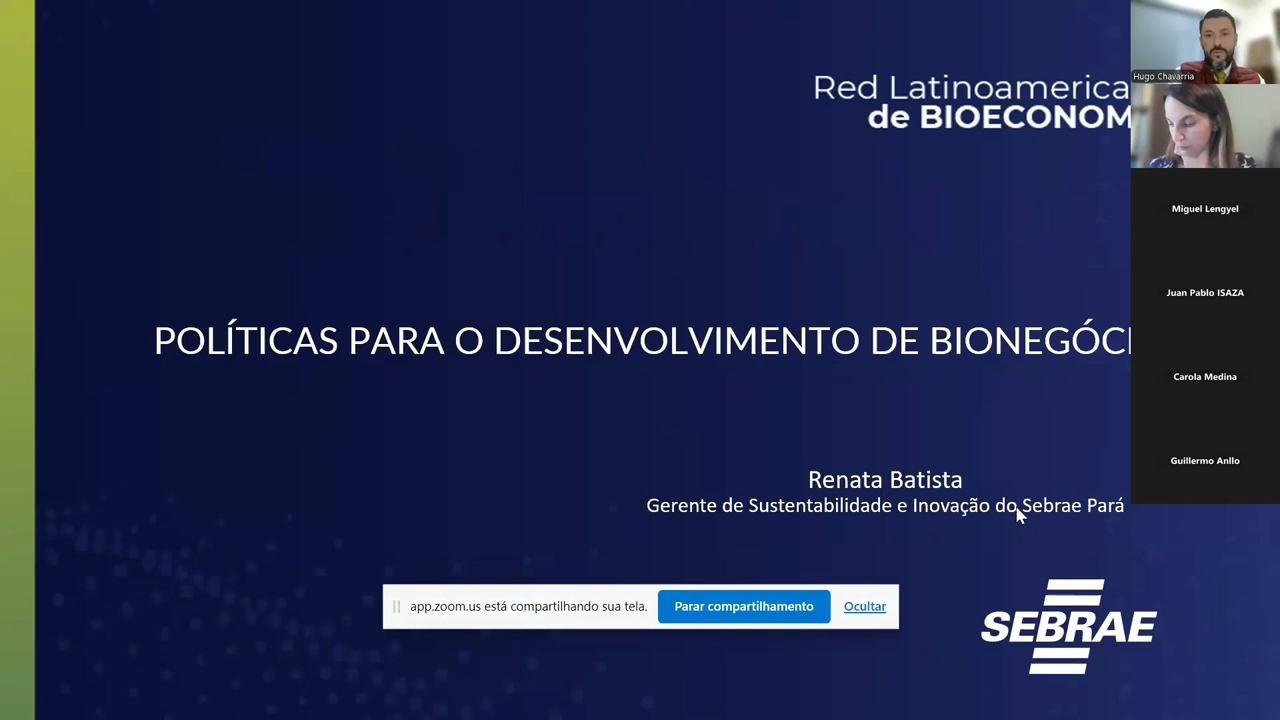 Red Latinoamerica
de BIOECONOM
Hugo Chavarria
Miguel Lengyel
Juan Pablo ISAZA
POLÍTICAS PARA O DESENVOLVIMENTO DE BIONEGÓCI
Carola Medina
Guillermo Anllo
Renata Batista
Gerente de Sustentabilidade e Inovação do Sebrae Pará
app.zoom.us está compartilhando sua tela.
Parar compartilhamento
Ocultar
SEBRAE